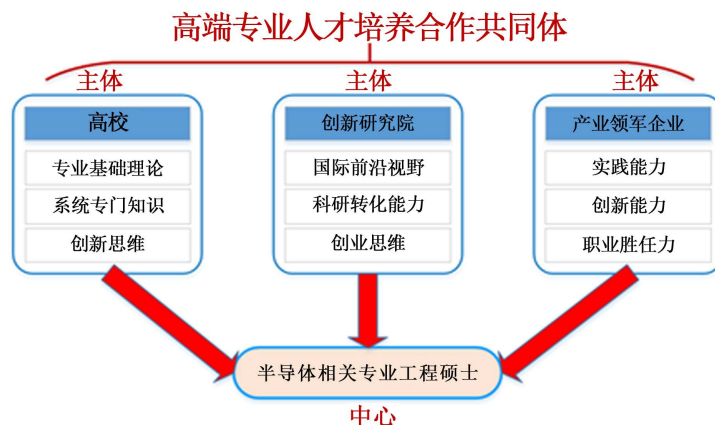 高端专业人才培养合作共同体
主体
主体
主体
高校
专业基础理论
系统专门知识
创新思维
创新研究院
国际前沿视野
科研转化能力
创业思维
产业领军企业
实践能力
创新能力
职业胜任力
半导体相关专业工程硕士
中心